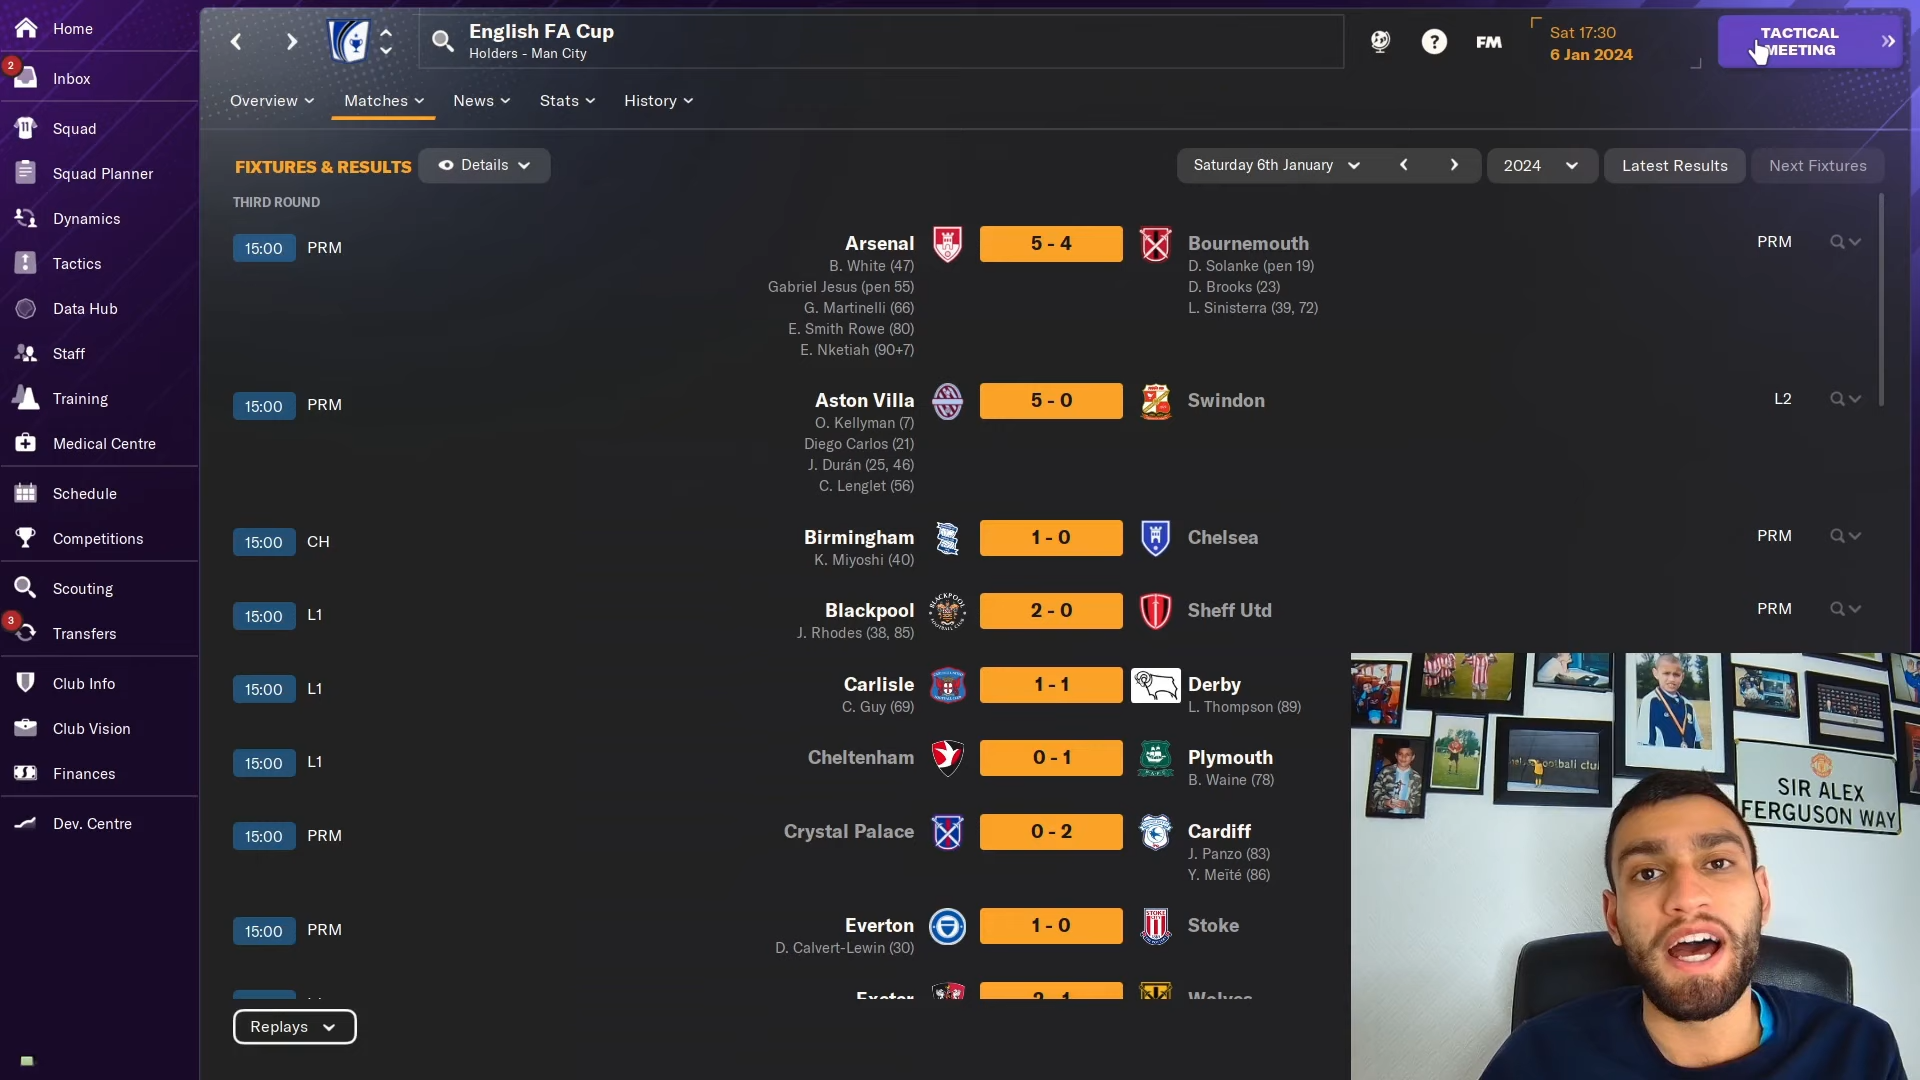 Home
2
Inbox
Squad
Squad Planner
Dynamics
Tactics
Data Hub
Staff
Training
Medical Centre
Schedule
Competitions
Scouting
3
Transfers
Club Info
Club Vision
Finances
Dev. Centre
English FA Cup
Holders - Man City
?
FM
Sat 17:30
6 Jan 2024
TACTICAL
MEETING
Overview
Matches
News
Stats
History
FIXTURES & RESULTS
Details
Saturday 6th January
2024
Latest Results
Next Fixtures
THIRD ROUND
15:00 PRM Arsenal 5 - 4 Bournemouth PRM
B. White (47) D. Solanke (pen 19)
Gabriel Jesus (pen 55) D. Brooks (23)
G. Martinelli (66) L. Sinisterra (39, 72)
E. Smith Rowe (80)
E. Nketiah (90+7)
15:00 PRM Aston Villa 5 - 0 Swindon L2
O. Kellyman (7)
Diego Carlos (21)
J. Durán (25, 46)
C. Lenglet (56)
15:00 CH Birmingham 1 - 0 Chelsea PRM
K. Miyoshi (40)
15:00 L1 Blackpool 2 - 0 Sheff Utd PRM
J. Rhodes (38, 85)
15:00 L1 Carlisle 1 - 1 Derby
C. Guy (69) L. Thompson (89)
15:00 L1 Cheltenham 0 - 1 Plymouth
B. Waine (78)
15:00 PRM Crystal Palace 0 - 2 Cardiff
J. Panzo (83)
Y. Meïté (86)
15:00 PRM Everton 1 - 0 Stoke
D. Calvert-Lewin (30)
Exeter 2 - 1 Wolves
Replays
SIR ALEX
FERGUSON WAY